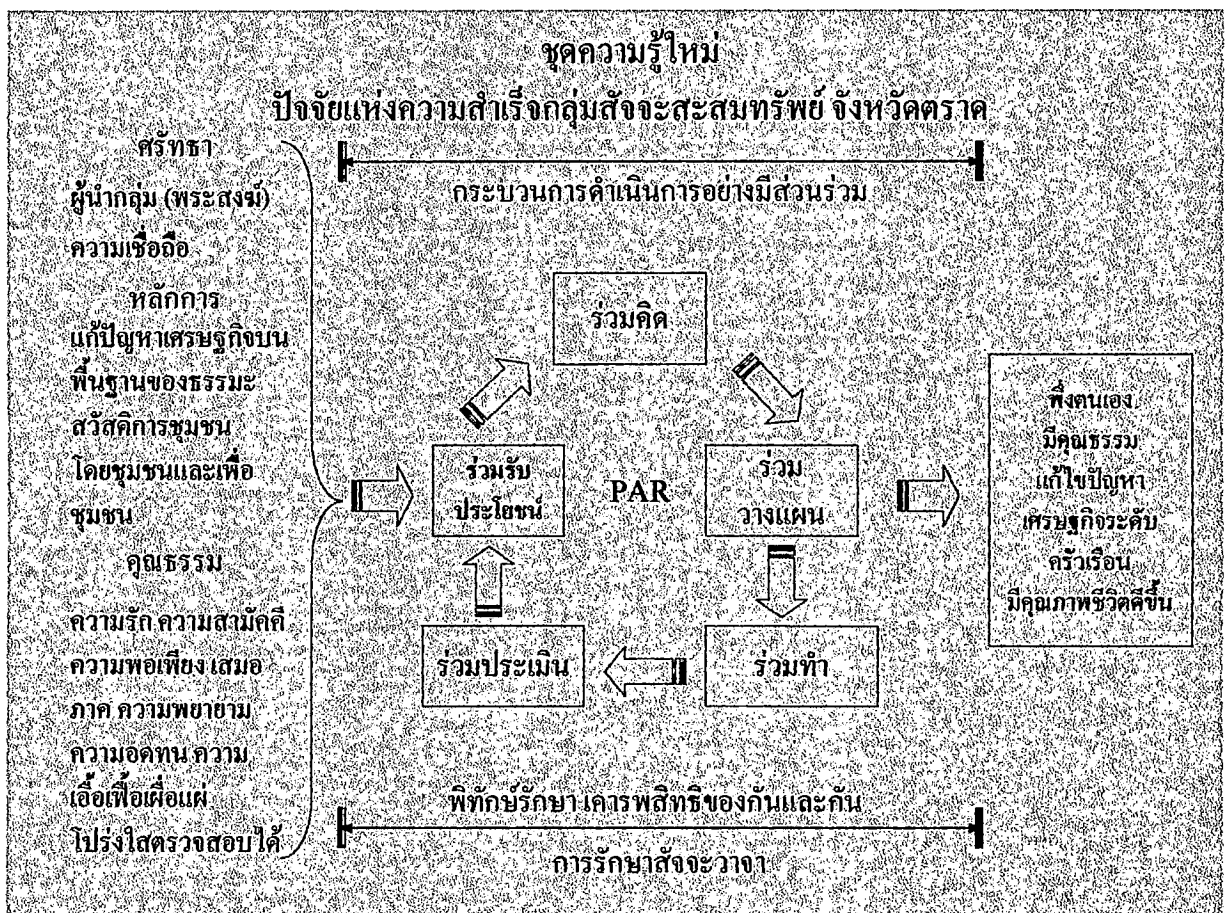 ชุดความรู้ใหม่
ปัจจัยแห่งความสำเร็จกลุ่มสัจจะสะสมทรัพย์ จังหวัดตราด
ศรัทธา
ผู้นำกลุ่ม (พระสงฆ์)
ความเชื่อถือ
หลักการ
แก้ปัญหาเศรษฐกิจบน
พื้นฐานของธรรมะ
สวัสดิการชุมชน
โดยชุมชนและเพื่อ
ชุมชน
คุณธรรม
ความรัก ความสามัคคี
ความพอเพียง เสมอ
ภาค ความพยายาม
ความอดทน ความ
เอื้อเฟื้อเผื่อแผ่
โปร่งใสตรวจสอบได้
กระบวนการดำเนินการอย่างมีส่วนร่วม
ร่วมคิด
ร่วมรับ
ประโยชน์
PAR
ร่วม
วางแผน
ร่วมประเมิน
ร่วมทำ
พิทักษ์รักษา เคารพสิทธิของกันและกัน
การรักษาสัจจะวาจา
พึ่งตนเอง
มีคุณธรรม
แก้ไขปัญหา
เศรษฐกิจระดับ
ครัวเรือน
มีคุณภาพชีวิตดีขึ้น